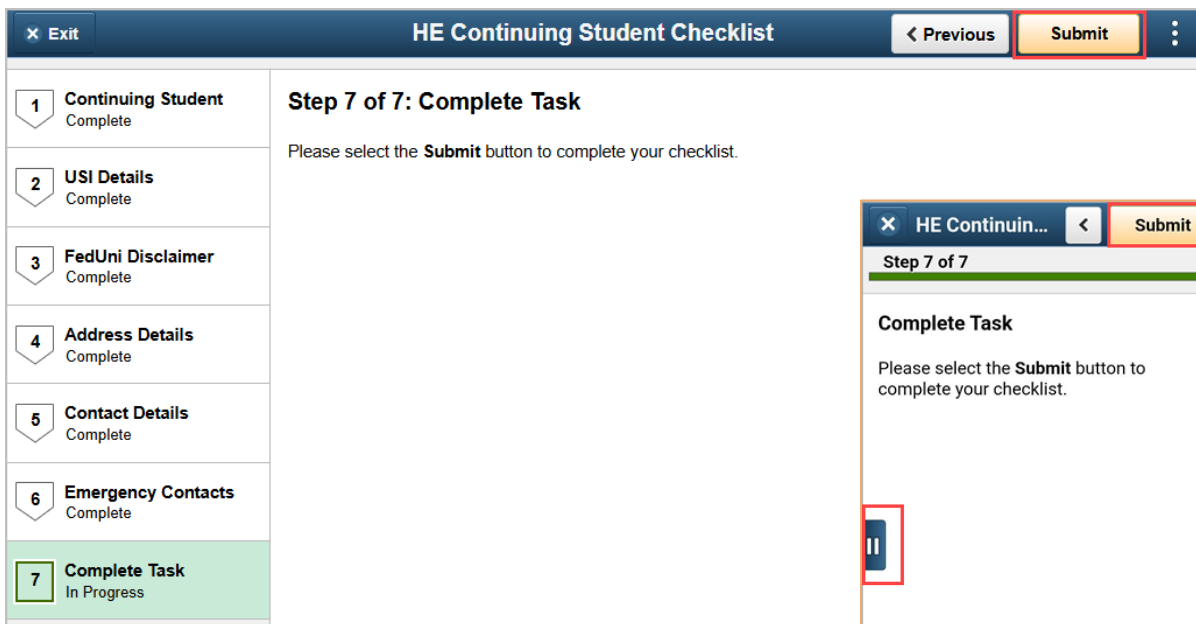 × Exit
HE Continuing Student Checklist
Previous
Submit
1
Continuing Student
Complete
2
USI Details
Complete
3
FedUni Disclaimer
Complete
4
Address Details
Complete
5
Contact Details
Complete
6
Emergency Contacts
Complete
7
Complete Task
In Progress
Step 7 of 7: Complete Task
Please select the Submit button to complete your checklist.
× HE Continuin...
Submit
Step 7 of 7
Complete Task
Please select the Submit button to
complete your checklist.